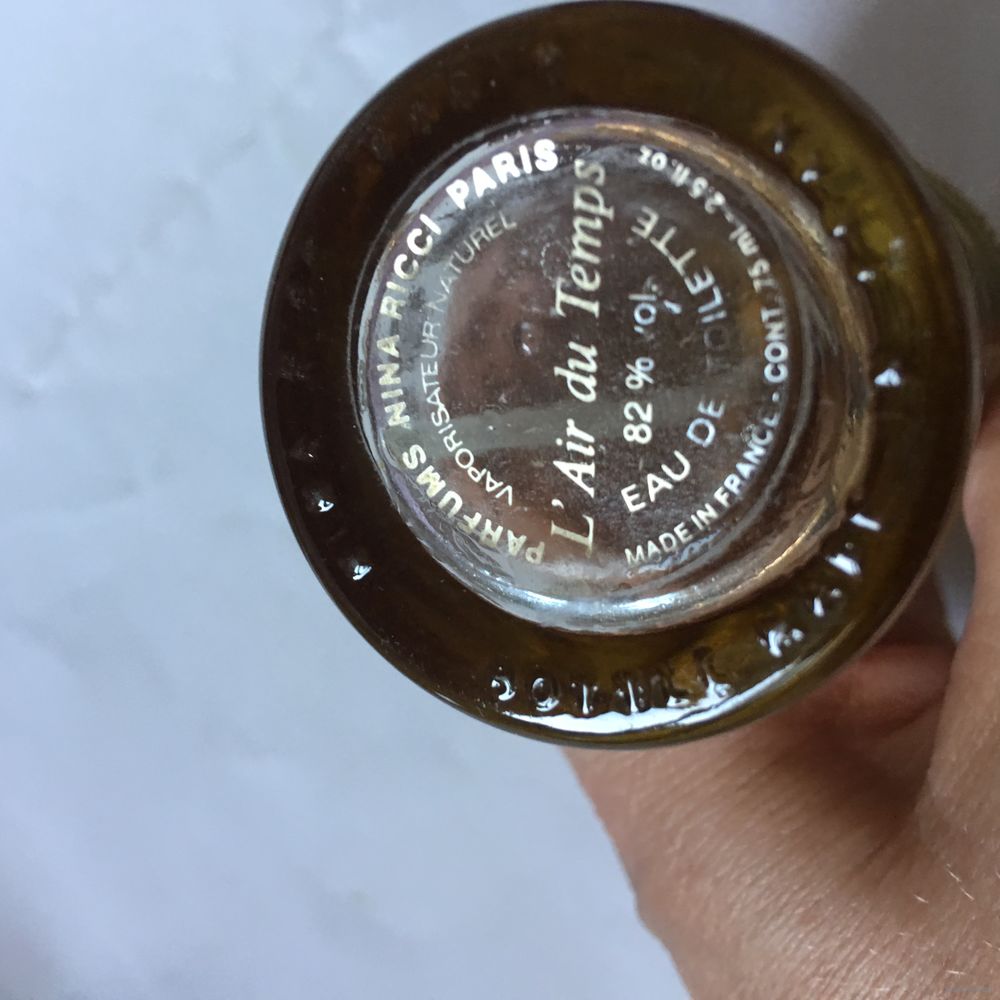 PARFUMS NINA RICCI PARIS
VAPORISATEUR NATUREL
L'Air du Temps
82 % vol.
EAU DE TOILETTE
MADE IN FRANCE - CONT. 75 ml - 2.5 fl. oz.